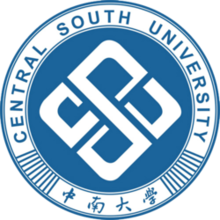 CENTRAL SOUTH UNIVERSITY
中南大学